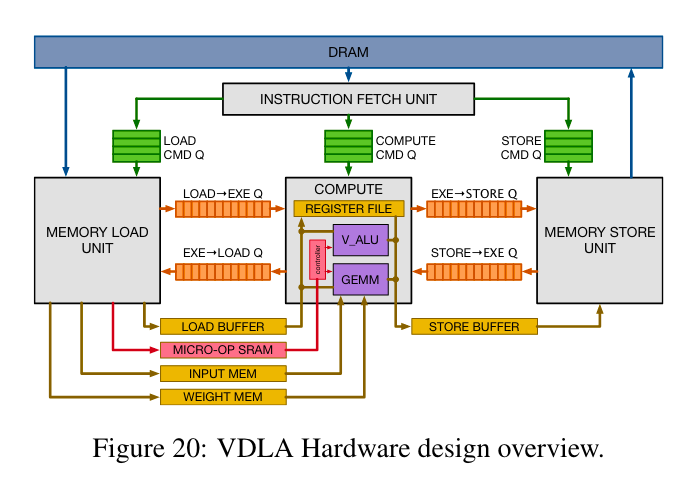 DRAM
INSTRUCTION FETCH UNIT
LOAD
CMD Q
COMPUTE
CMD Q
STORE
CMD Q
MEMORY LOAD
UNIT
LOAD→EXE Q
EXE→LOAD Q
COMPUTE
REGISTER FILE
controller
V_ALU
GEMM
EXE→STORE Q
STORE→EXE Q
MEMORY STORE
UNIT
LOAD BUFFER
STORE BUFFER
MICRO-OP SRAM
INPUT MEM
WEIGHT MEM
Figure 20: VDLA Hardware design overview.